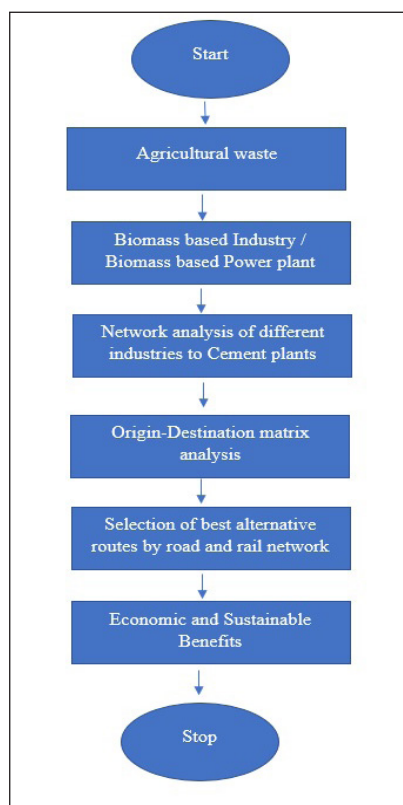 Start
Agricultural waste
Biomass based Industry /
Biomass based Power plant
Network analysis of different
industries to Cement plants
Origin-Destination matrix
analysis
Selection of best alternative
routes by road and rail network
Economic and Sustainable
Benefits
Stop